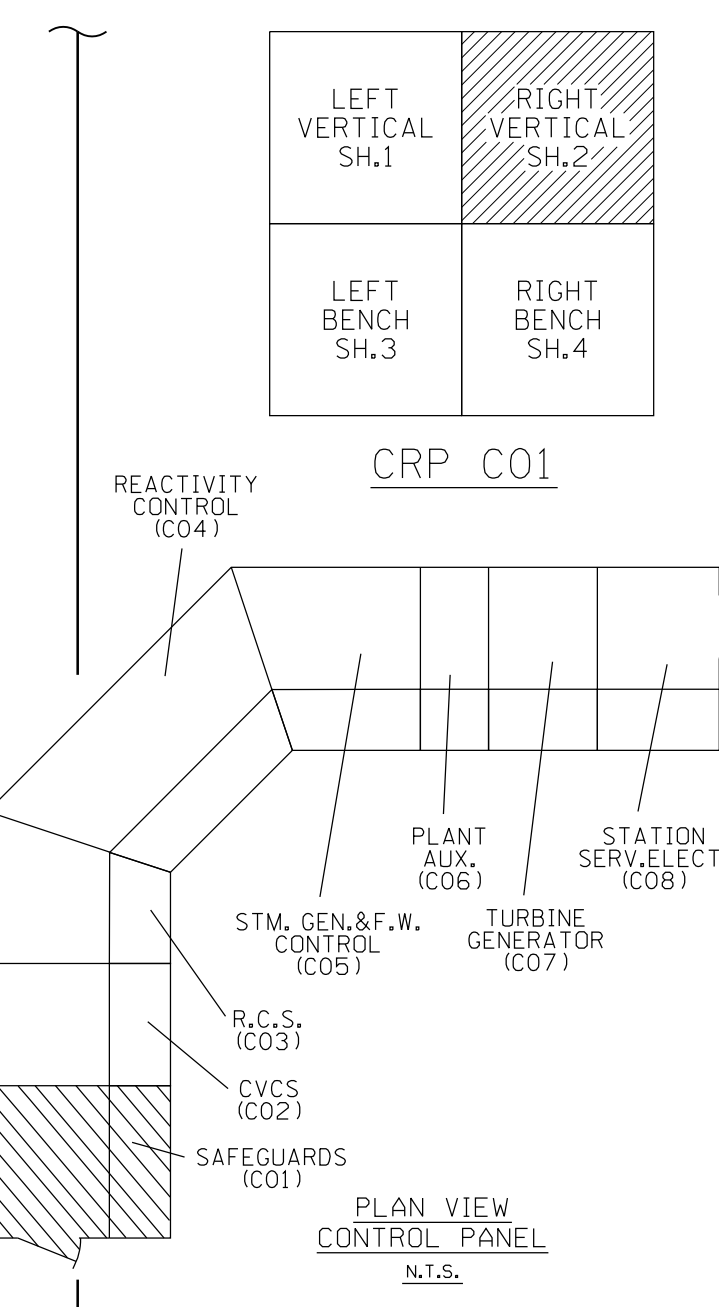 LEFT
VERTICAL
SH.1
RIGHT
VERTICAL
SH.2
LEFT
BENCH
SH.3
RIGHT
BENCH
SH.4
CRP C01
REACTIVITY
CONTROL
(C04)
PLANT
AUX.
(C06)
STATION
SERV.ELECT
(C08)
STM. GEN.&F.W.
CONTROL
(C05)
TURBINE
GENERATOR
(C07)
R.C.S.
(C03)
CVCS
(C02)
SAFEGUARDS
(C01)
PLAN VIEW
CONTROL PANEL
N.T.S.